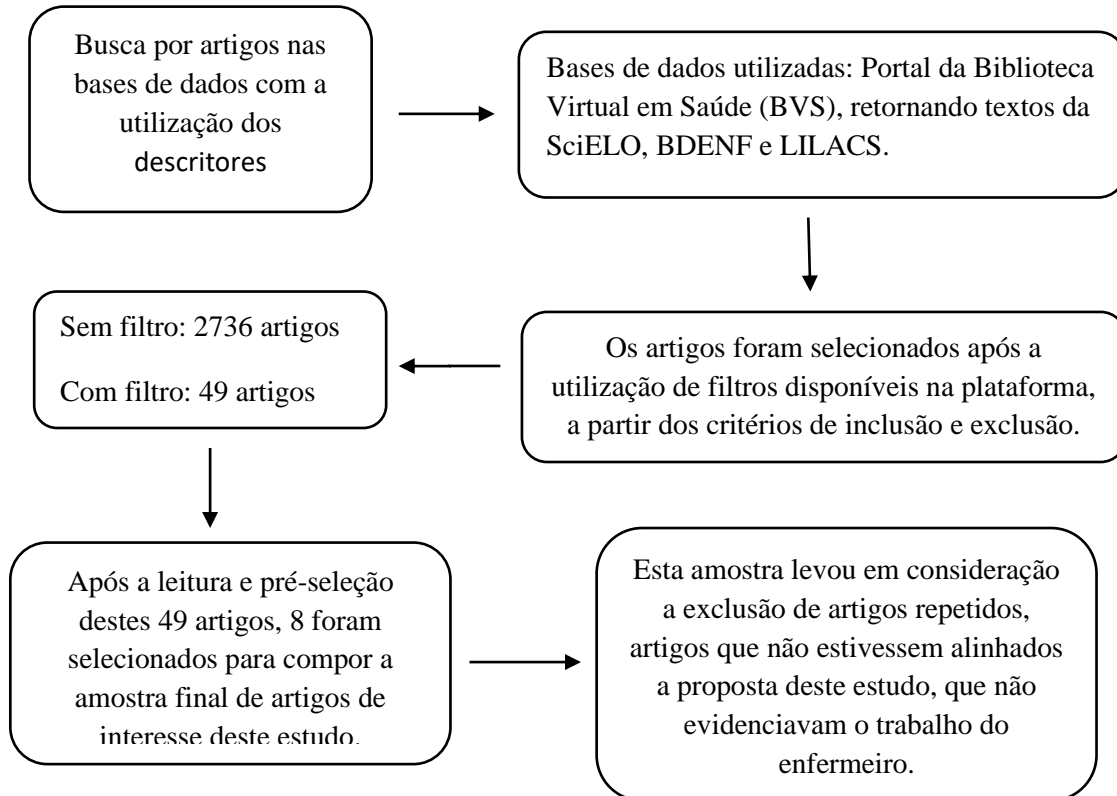 Busca por artigos nas
bases de dados com a
utilização dos
descritores
Bases de dados utilizadas: Portal da Biblioteca
Virtual em Saúde (BVS), retornando textos da
SciELO, BDENF e LILACS.
Os artigos foram selecionados após a
utilização de filtros disponíveis na plataforma,
a partir dos critérios de inclusão e exclusão.
Sem filtro: 2736 artigos
Com filtro: 49 artigos
Após a leitura e pré-seleção
destes 49 artigos, 8 foram
selecionados para compor a
amostra final de artigos de
interesse deste estudo.
Esta amostra levou em consideração
a exclusão de artigos repetidos,
artigos que não estivessem alinhados
a proposta deste estudo, que não
evidenciavam o trabalho do
enfermeiro.